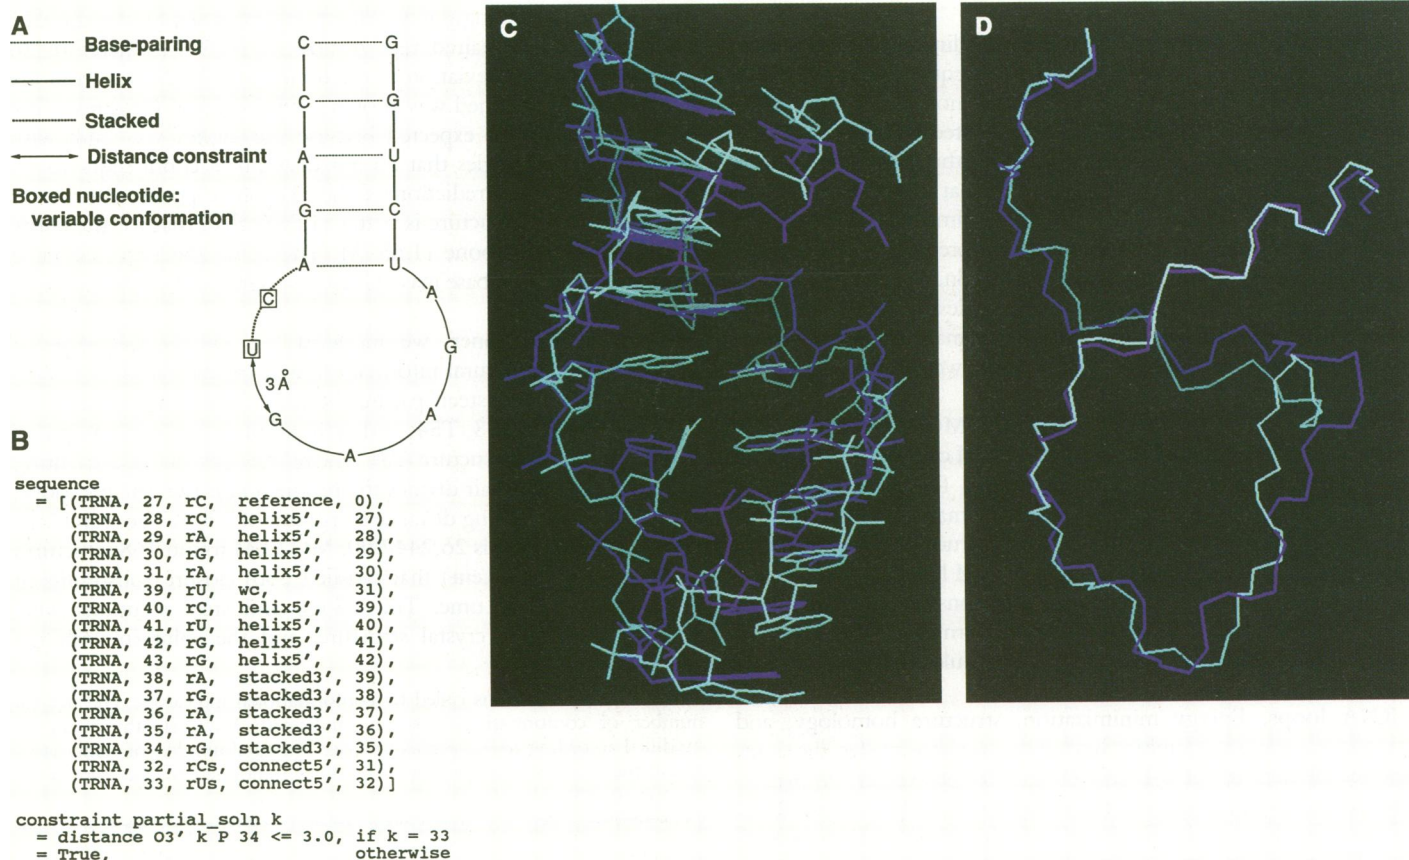 A
Base-pairing
Helix
Stacked
Distance constraint
Boxed nucleotide:
variable conformation
C G
C G
A U
G C
A U
C A
U G
3Å
G A
A
B
sequence
= [(TRNA, 27, rC, reference, 0),
(TRNA, 28, rC, helix5', 27),
(TRNA, 29, rA, helix5', 28),
(TRNA, 30, rG, helix5', 29),
(TRNA, 31, rA, helix5', 30),
(TRNA, 39, rU, wc, 31),
(TRNA, 40, rC, helix5', 39),
(TRNA, 41, rU, helix5', 40),
(TRNA, 42, rG, helix5', 41),
(TRNA, 43, rG, helix5', 42),
(TRNA, 38, rA, stacked3', 39),
(TRNA, 37, rG, stacked3', 38),
(TRNA, 36, rA, stacked3', 37),
(TRNA, 35, rA, stacked3', 36),
(TRNA, 34, rG, stacked3', 35),
(TRNA, 32, rCs, connect5', 31),
(TRNA, 33, rUs, connect5', 32)]
constraint partial_soln k
= distance O3' k P 34 <= 3.0, if k = 33
= True, otherwise
C
D